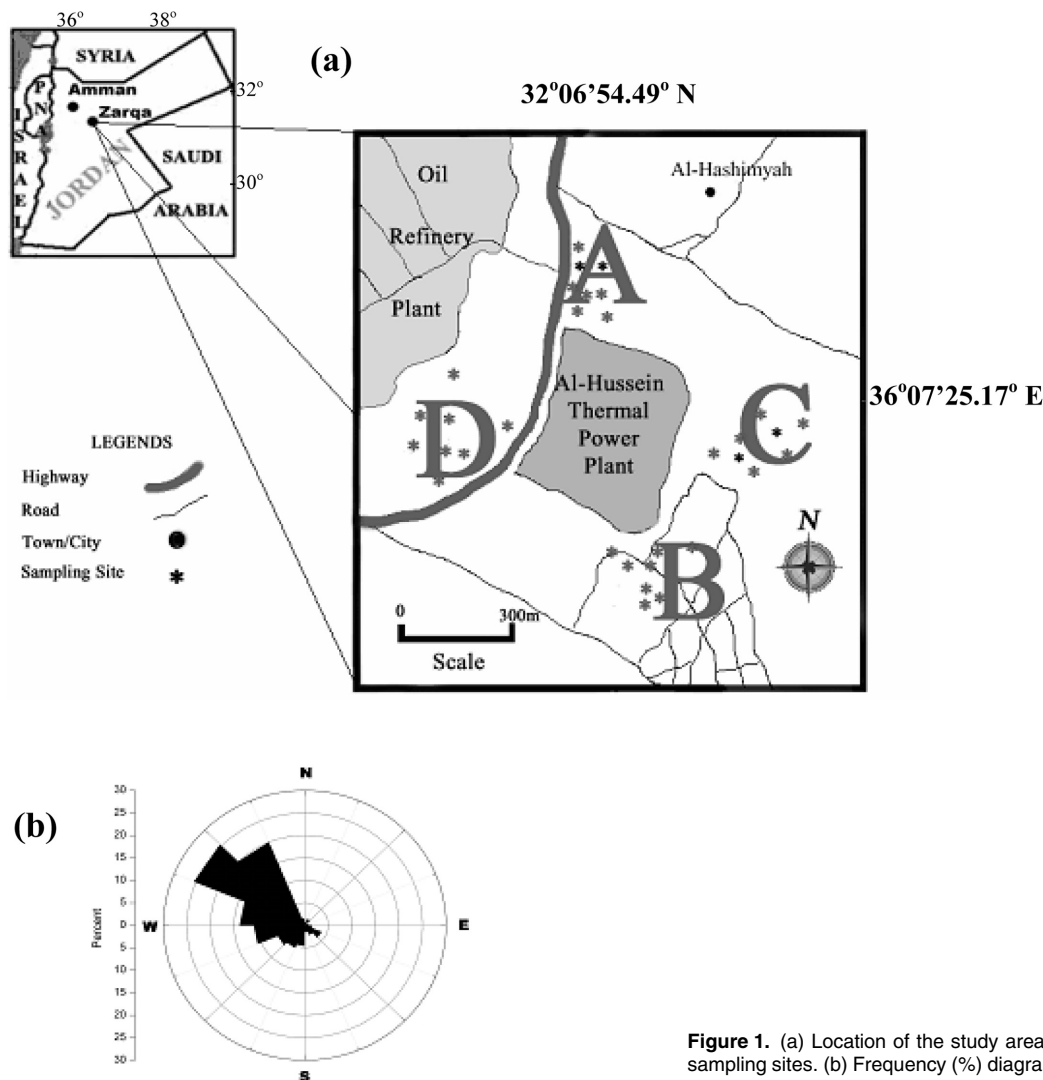 36° 38°
SYRIA
(a)
32°
32°06’54.49° N
PNA
Amman
Zarqa
ISRAEL
JORDAN
SAUDI
ARABIA
30°
Oil
Refinery
Plant
Al-Hashimyah
A
Al-Hussein
Thermal
Power
Plant
C
D
B
36°07’25.17° E
LEGENDS
Highway
Road
Town/City
Sampling Site
N
0 300m
Scale
(b)
N
W
E
S
Percent
30
25
20
15
10
5
0
5
10
15
20
25
30
Figure 1. (a) Location of the study area
sampling sites. (b) Frequency (%) diagra